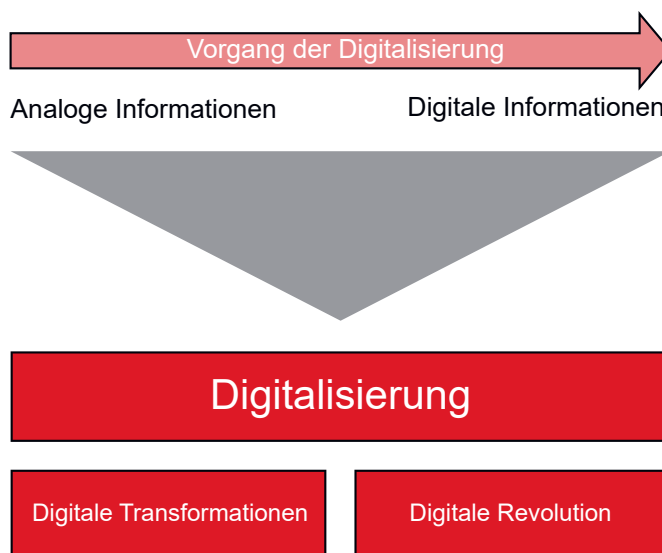 Vorgang der Digitalisierung
Analoge Informationen
Digitale Informationen
Digitalisierung
Digitale Transformationen
Digitale Revolution